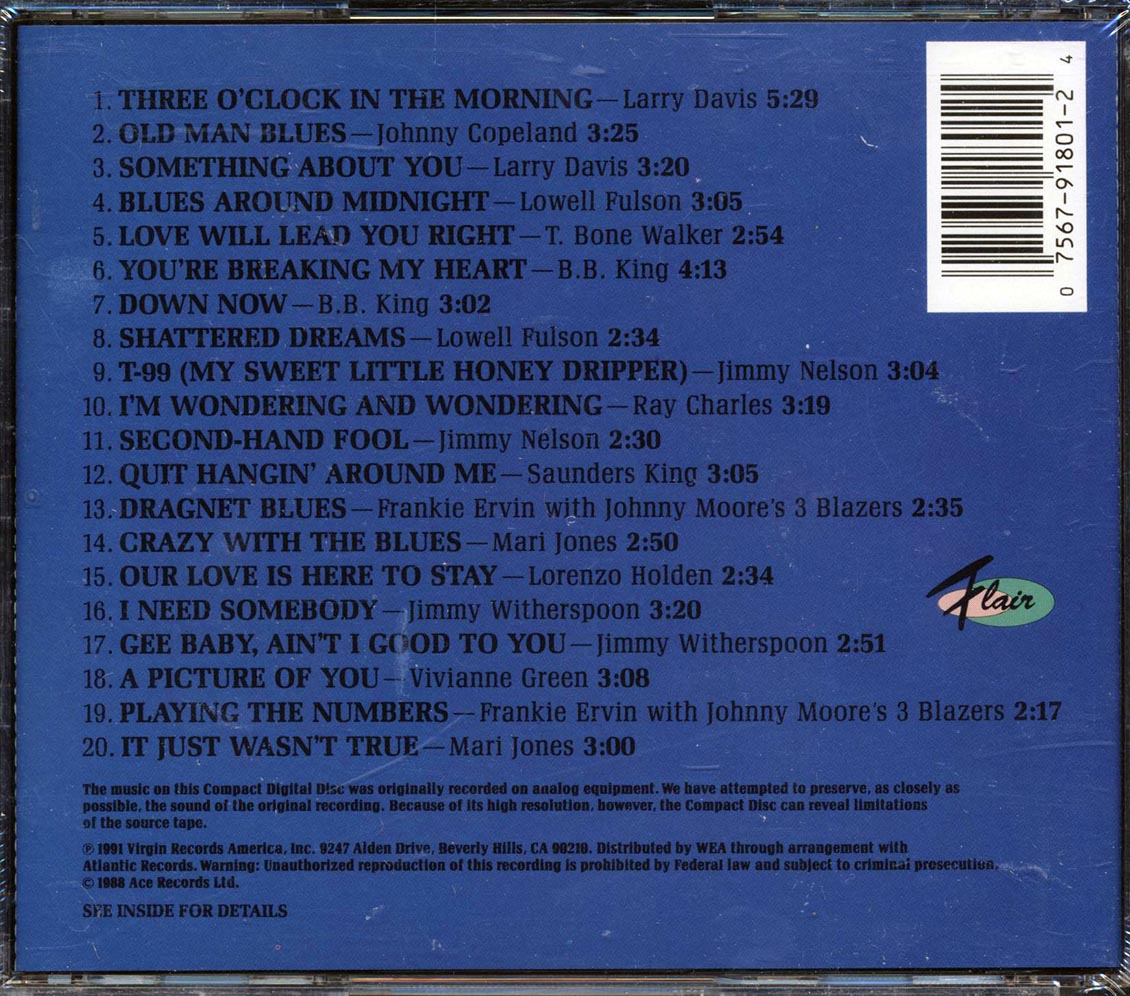 1. THREE O'CLOCK IN THE MORNING—Larry Davis 5:29
2. OLD MAN BLUES—Johnny Copeland 3:25
3. SOMETHING ABOUT YOU—Larry Davis 3:20
4. BLUES AROUND MIDNIGHT—Lowell Fulson 3:05
5. LOVE WILL LEAD YOU RIGHT—T. Bone Walker 2:54
6. YOU'RE BREAKING MY HEART—B.B. King 4:13
7. DOWN NOW—B.B. King 3:02
8. SHATTERED DREAMS—Lowell Fulson 2:34
9. T-99 (MY SWEET LITTLE HONEY DRIPPER)—Jimmy Nelson 3:04
10. I'M WONDERING AND WONDERING—Ray Charles 3:19
11. SECOND-HAND FOOL—Jimmy Nelson 2:30
12. QUIT HANGIN' AROUND ME—Saunders King 3:05
13. DRAGNET BLUES—Frankie Ervin with Johnny Moore's 3 Blazers 2:35
14. CRAZY WITH THE BLUES—Mari Jones 2:50
15. OUR LOVE IS HERE TO STAY—Lorenzo Holden 2:34
16. I NEED SOMEBODY—Jimmy Witherspoon 3:20
17. GEE BABY, AIN'T I GOOD TO YOU—Jimmy Witherspoon 2:51
18. A PICTURE OF YOU—Vivianne Green 3:08
19. PLAYING THE NUMBERS—Frankie Ervin with Johnny Moore's 3 Blazers 2:17
20. IT JUST WASN'T TRUE—Mari Jones 3:00
0 7567-91801-2 4
Flair
The music on this Compact Digital Disc was originally recorded on analog equipment. We have attempted to preserve, as closely as
possible, the sound of the original recording. Because of its high resolution, however, the Compact Disc can reveal limitations
of the source tape.
℗ 1991 Virgin Records America, Inc. 9247 Alden Drive, Beverly Hills, CA 90210. Distributed by WEA through arrangement with
Atlantic Records. Warning: Unauthorized reproduction of this recording is prohibited by Federal law and subject to criminal prosecution.
© 1988 Ace Records Ltd.
SEE INSIDE FOR DETAILS